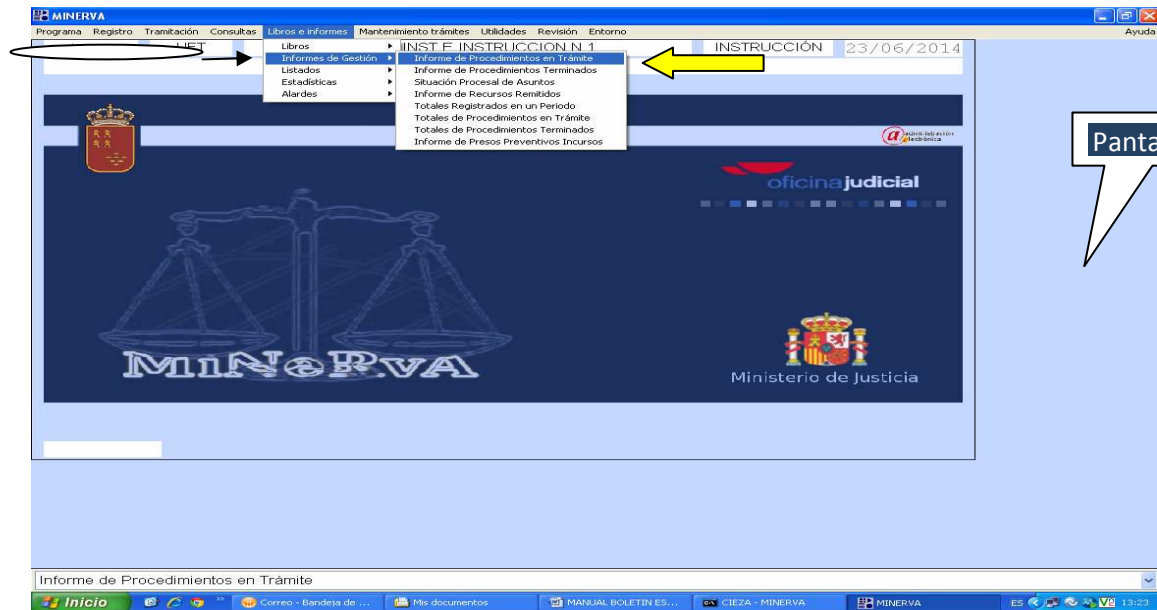 MINERVA
Programa Registro Tramitación Consultas Libros e informes Mantenimiento trámites Utilidades Revisión Entorno Ayuda
INST E INSTRUCCION N 1 INSTRUCCIÓN 23/06/2014
Libros
Informes de Gestión
Listados
Estadísticas
Alardes
Informe de Procedimientos en Trámite
Informe de Procedimientos Terminados
Situación Procesal de Asuntos
Informe de Recursos Remitidos
Totales Registrados en un Periodo
Totales de Procedimientos en Trámite
Totales de Procedimientos Terminados
Informe de Presos Preventivos Incursos
administración
electrónica
Panta
oficinajudicial
MINERVA
Ministerio de Justicia
Informe de Procedimientos en Trámite
Inicio Correo - Bandeja de ... Mis documentos MANUAL BOLETIN ES... CIEZA - MINERVA MINERVA ES 13:23